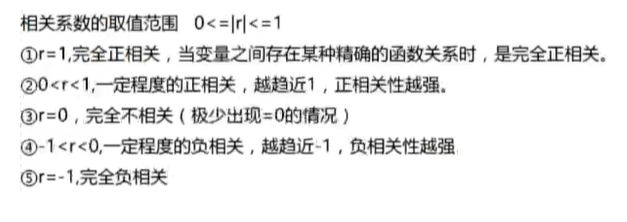 相关系数的取值范围 0<=|r|<=1
①r=1,完全正相关，当变量之间存在某种精确的函数关系时，是完全正相关。
②0<r<1,一定程度的正相关，越趋近1，正相关性越强。
③r=0，完全不相关（极少出现=0的情况）
④-1<r<0,一定程度的负相关，越趋近-1，负相关性越强
⑤r=-1,完全负相关